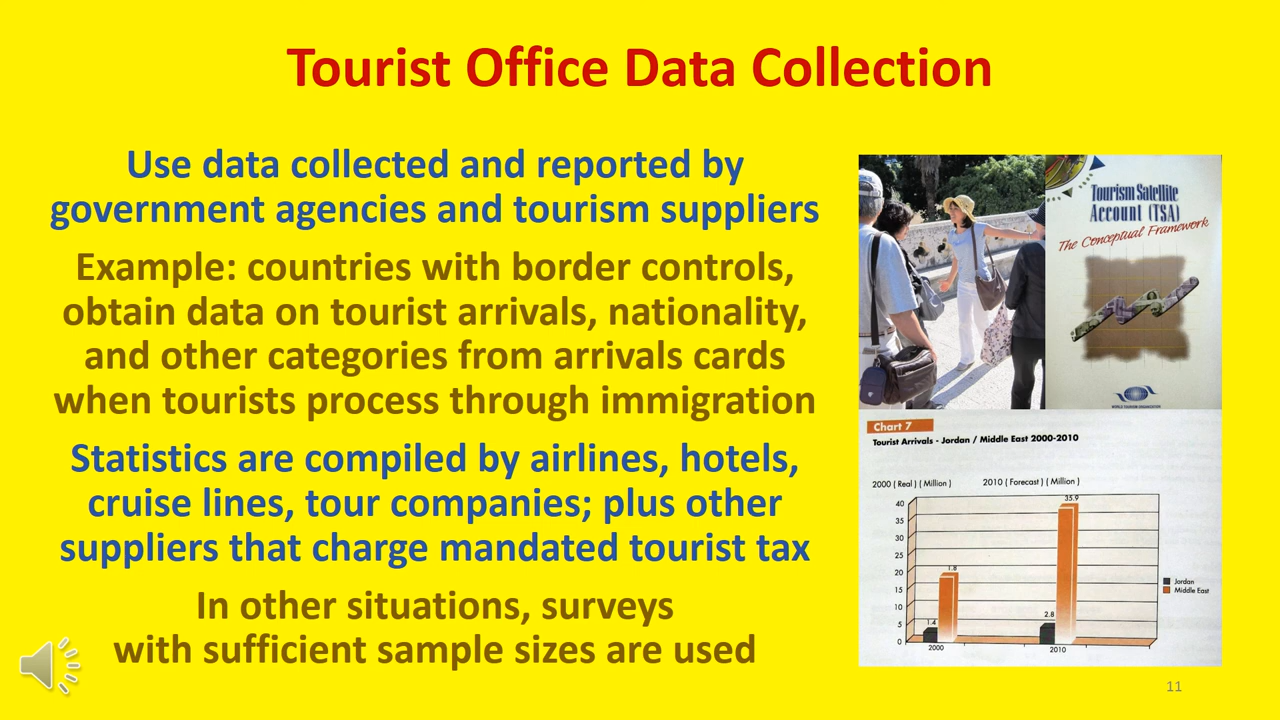 Tourist Office Data Collection
Use data collected and reported by
government agencies and tourism suppliers
Example: countries with border controls,
obtain data on tourist arrivals, nationality,
and other categories from arrivals cards
when tourists process through immigration
Statistics are compiled by airlines, hotels,
cruise lines, tour companies; plus other
suppliers that charge mandated tourist tax
In other situations, surveys
with sufficient sample sizes are used
Tourism Satellite
Account (TSA)
The Conceptual Framework
WORLD TOURISM ORGANIZATION
Chart 7
Tourist Arrivals - Jordan / Middle East 2000-2010
2000 ( Real ) ( Million ) 2010 ( Forecast ) ( Million )
40
35
30
25
20
15
10
5
0
1.4
1.8
2.8
35.9
2000
2010
Jordan
Middle East
11